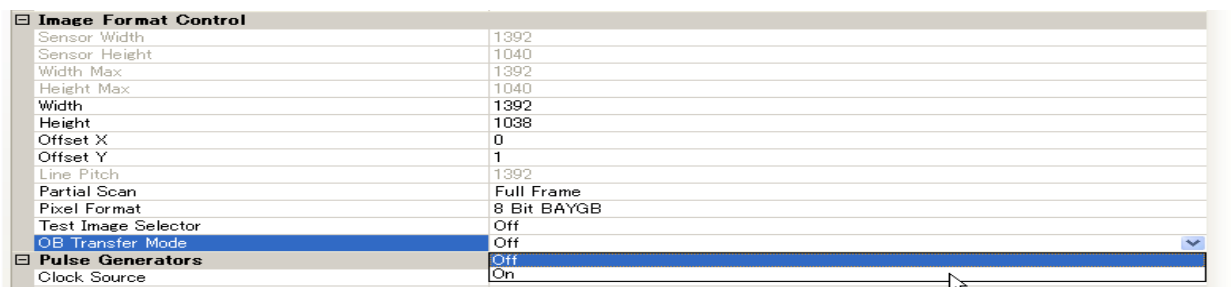 Image Format Control
Sensor Width 1392
Sensor Height 1040
Width Max 1392
Height Max 1040
Width 1392
Height 1038
Offset X 0
Offset Y 1
Line Pitch 1392
Partial Scan Full Frame
Pixel Format 8 Bit BAYGB
Test Image Selector Off
OB Transfer Mode Off
Pulse Generators Off
Clock Source On